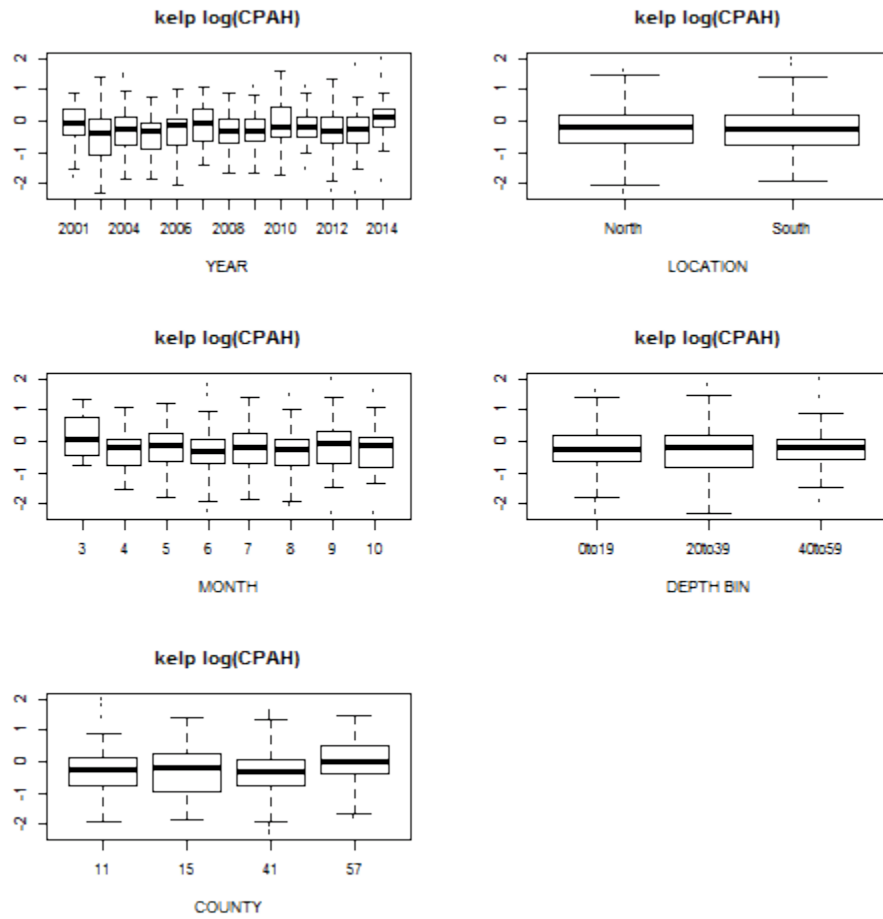 kelp log(CPAH)
2
1
0
-1
-2
2001 2004 2006 2008 2010 2012 2014
YEAR
kelp log(CPAH)
2
1
0
-1
-2
North South
LOCATION
kelp log(CPAH)
2
1
0
-1
-2
3 4 5 6 7 8 9 10
MONTH
kelp log(CPAH)
2
1
0
-1
-2
0to19 20to39 40to59
DEPTH BIN
kelp log(CPAH)
2
1
0
-1
-2
11 15 41 57
COUNTY